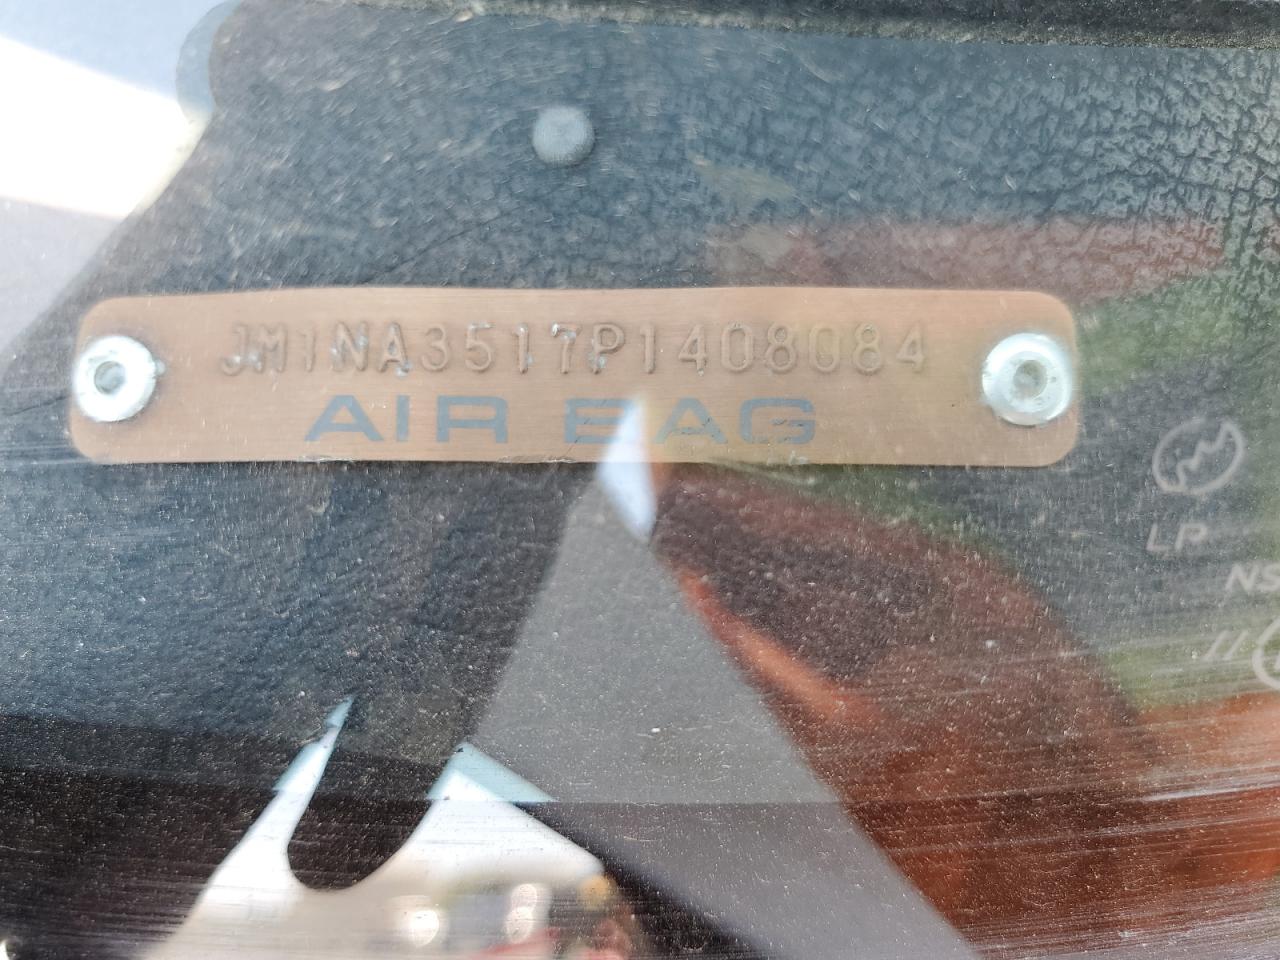 JM1NA3517P1408084
AIR BAG
LP
NS